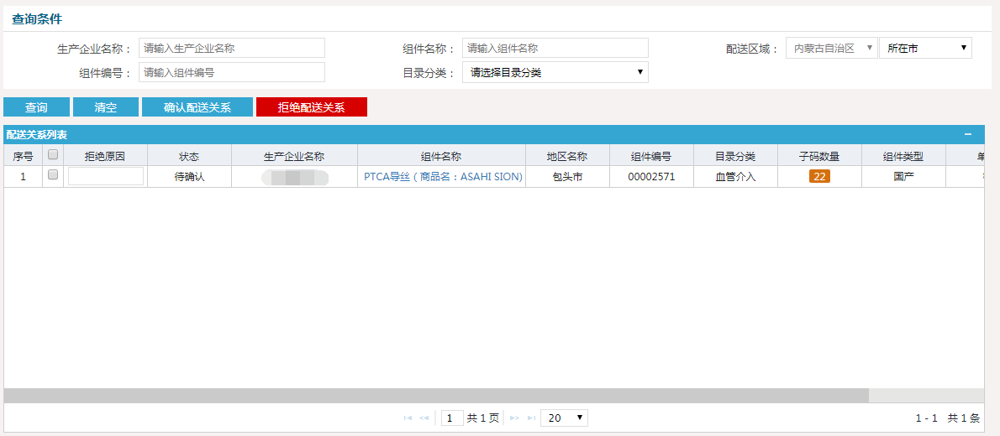 查询条件
生产企业名称： 请输入生产企业名称 组件名称： 请输入组件名称 配送区域： 内蒙古自治区 所在市
组件编号： 请输入组件编号 目录分类： 请选择目录分类
查询 清空 确认配送关系 拒绝配送关系
配送关系列表
序号 拒绝原因 状态 生产企业名称 组件名称 地区名称 组件编号 目录分类 子码数量 组件类型
1 待确认 PTCA导丝（商品名：ASAHI SION) 包头市 00002571 血管介入 22 国产
1 共 1 页 20 1 - 1 共 1 条